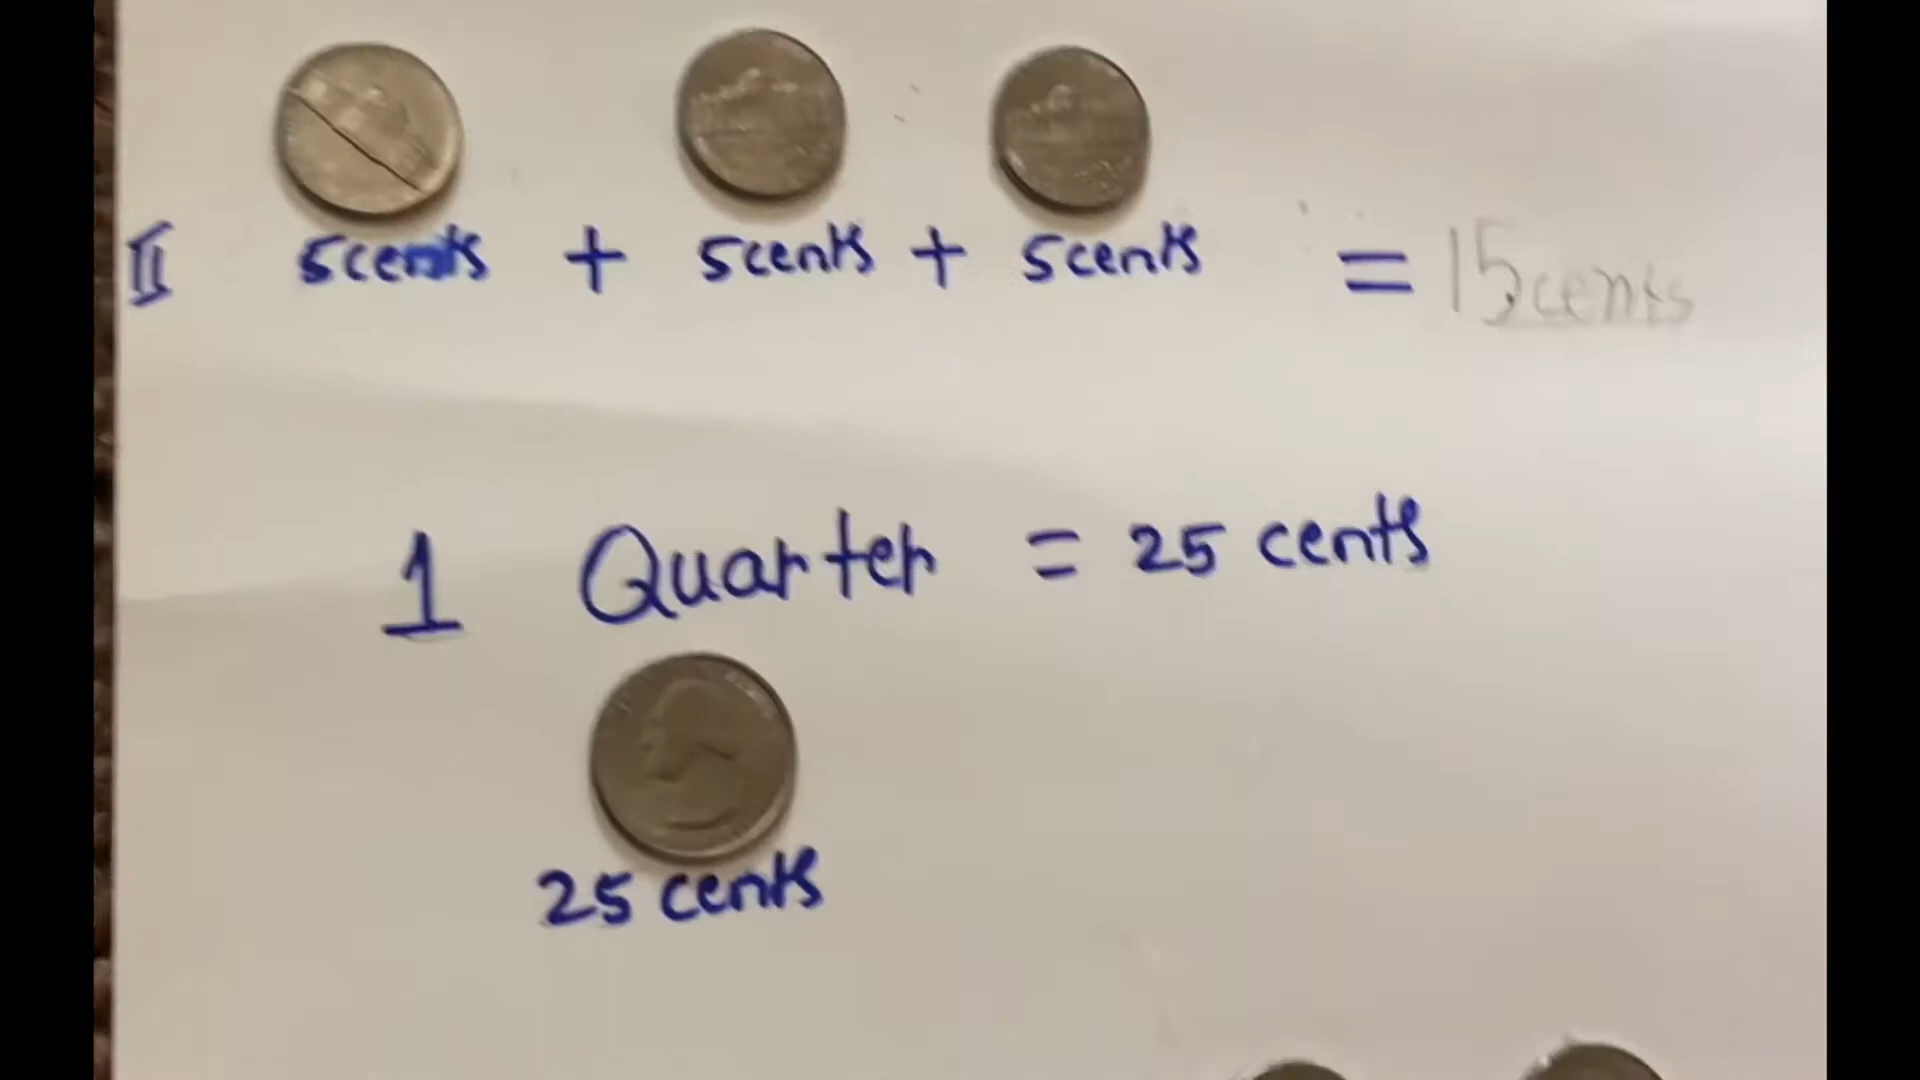 II 5cents + 5cents + 5cents = 15cents
1 Quarter = 25 cents
25 cents